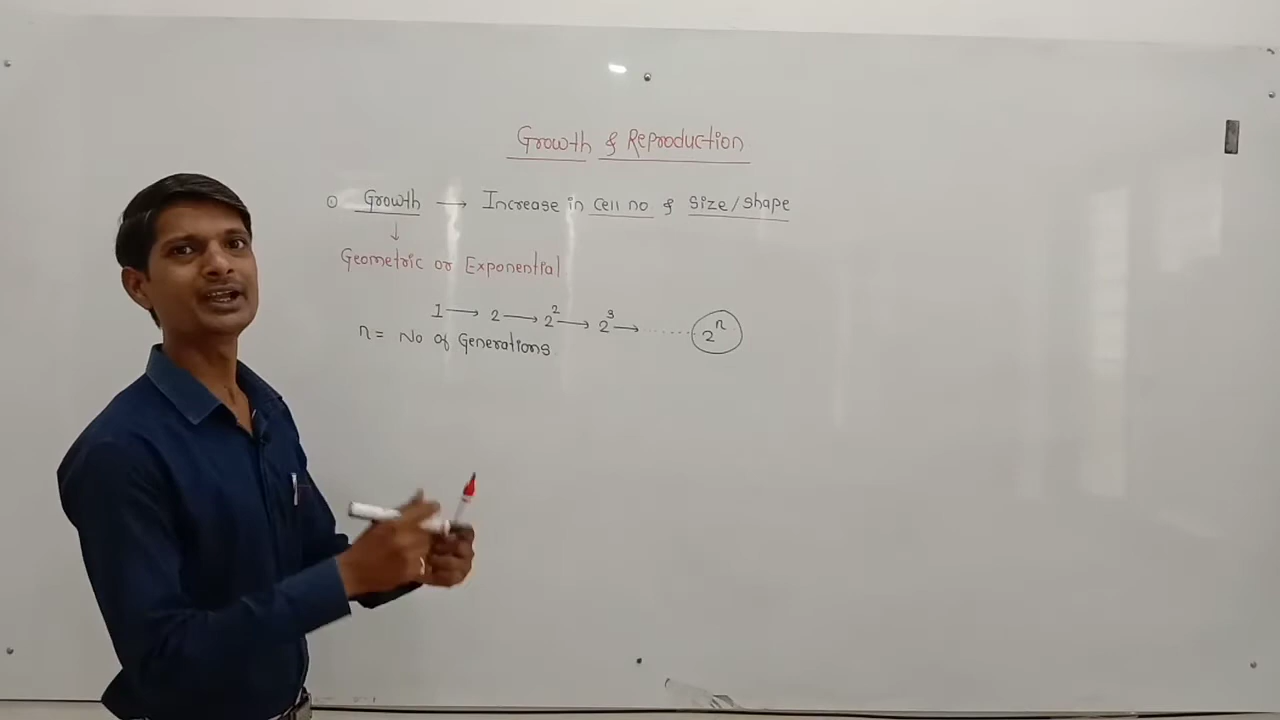 Growth & Reproduction
○ Growth → Increase in cell no & size/shape
↓
Geometric or Exponential
1 → 2 → 2² → 2³ → ...... 2ⁿ
n = No of Generations